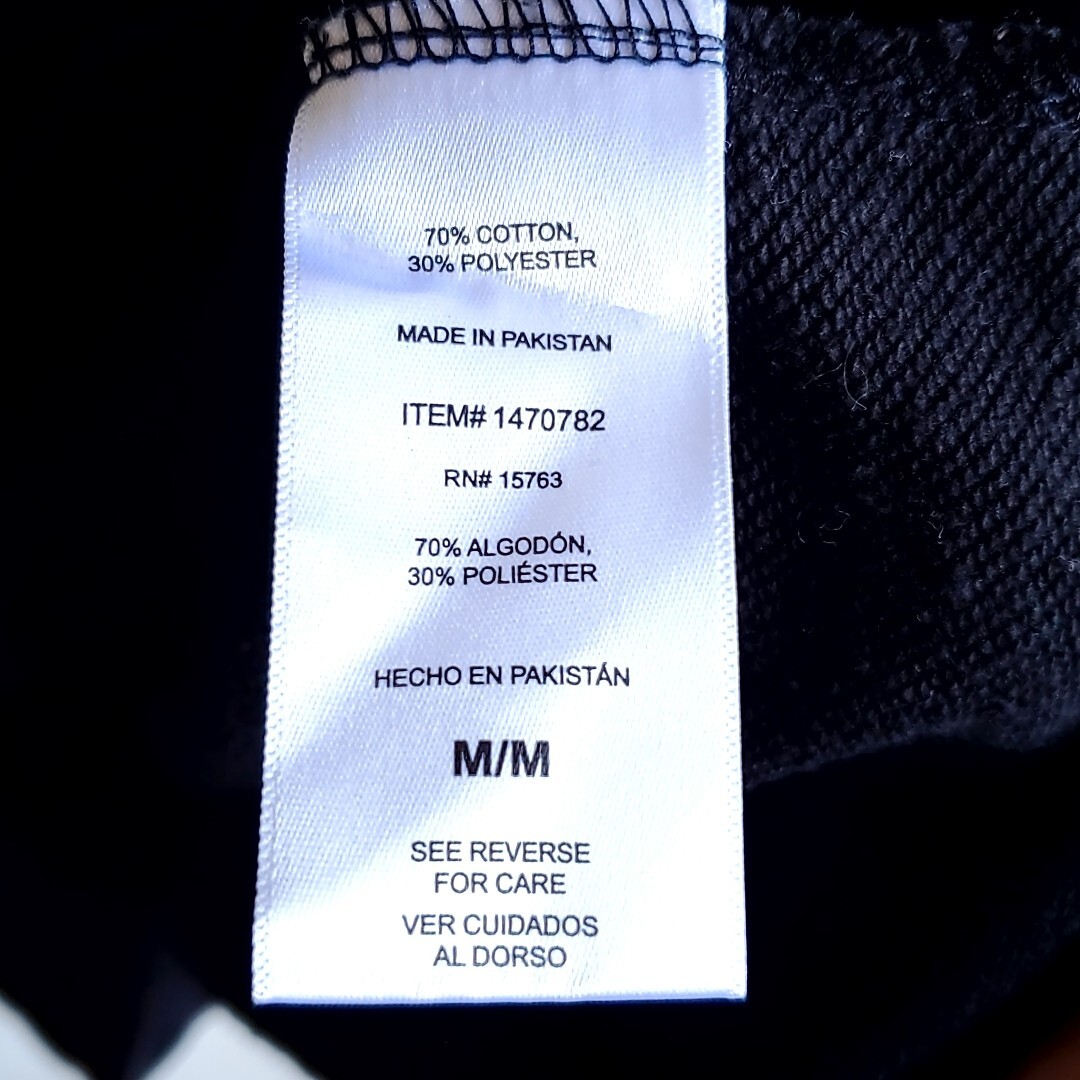 70% COTTON,
30% POLYESTER
MADE IN PAKISTAN
ITEM# 1470782
RN# 15763
70% ALGODÓN,
30% POLIÉSTER
HECHO EN PAKISTÁN
M/M
SEE REVERSE
FOR CARE
VER CUIDADOS
AL DORSO